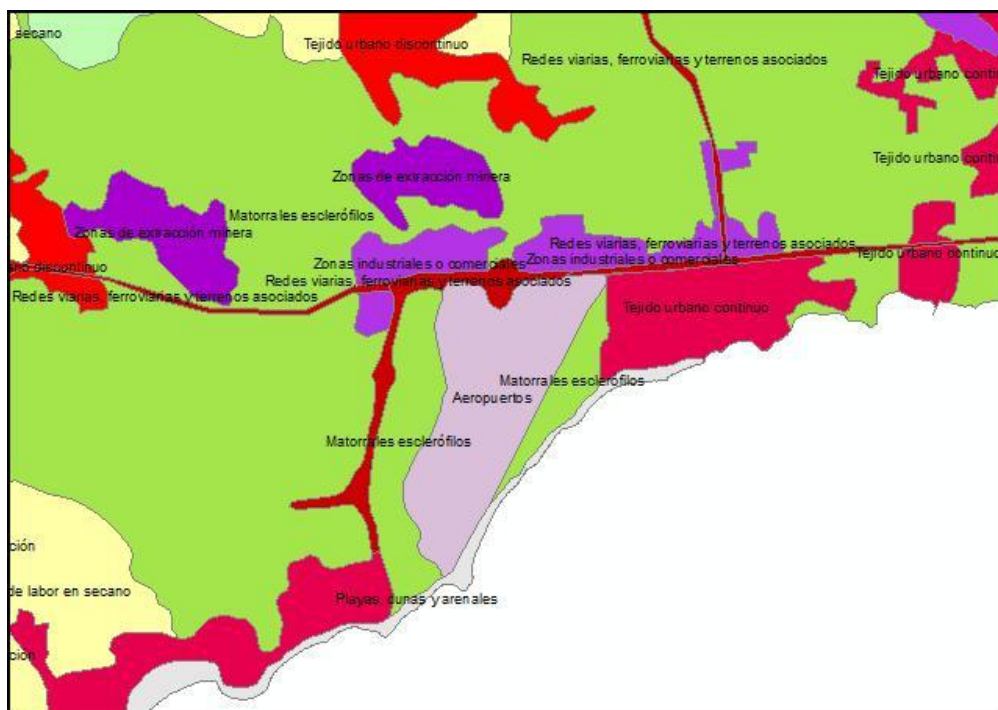 secano
Tejido urbano discontinuo
Redes viarias, ferroviarias y terrenos asociados
Tejido urbano contin
Tejido urbano contin
Zonas de extracción minera
Matorrales esclerófilos
Zonas de extracción minera
Redes viarias, ferroviarias y terrenos asociados
Tejido urbano continuo
Zonas industriales o comerciales
Zonas industriales o comerciales
discontinuo
Redes viarias, ferroviarias y terrenos asociados
Redes viarias, ferroviarias y terrenos asociados
Tejido urbano continuo
Matorrales esclerófilos
Aeropuertos
Matorrales esclerófilos
ción
de labor en secano
Playas, dunas y arenales
ción